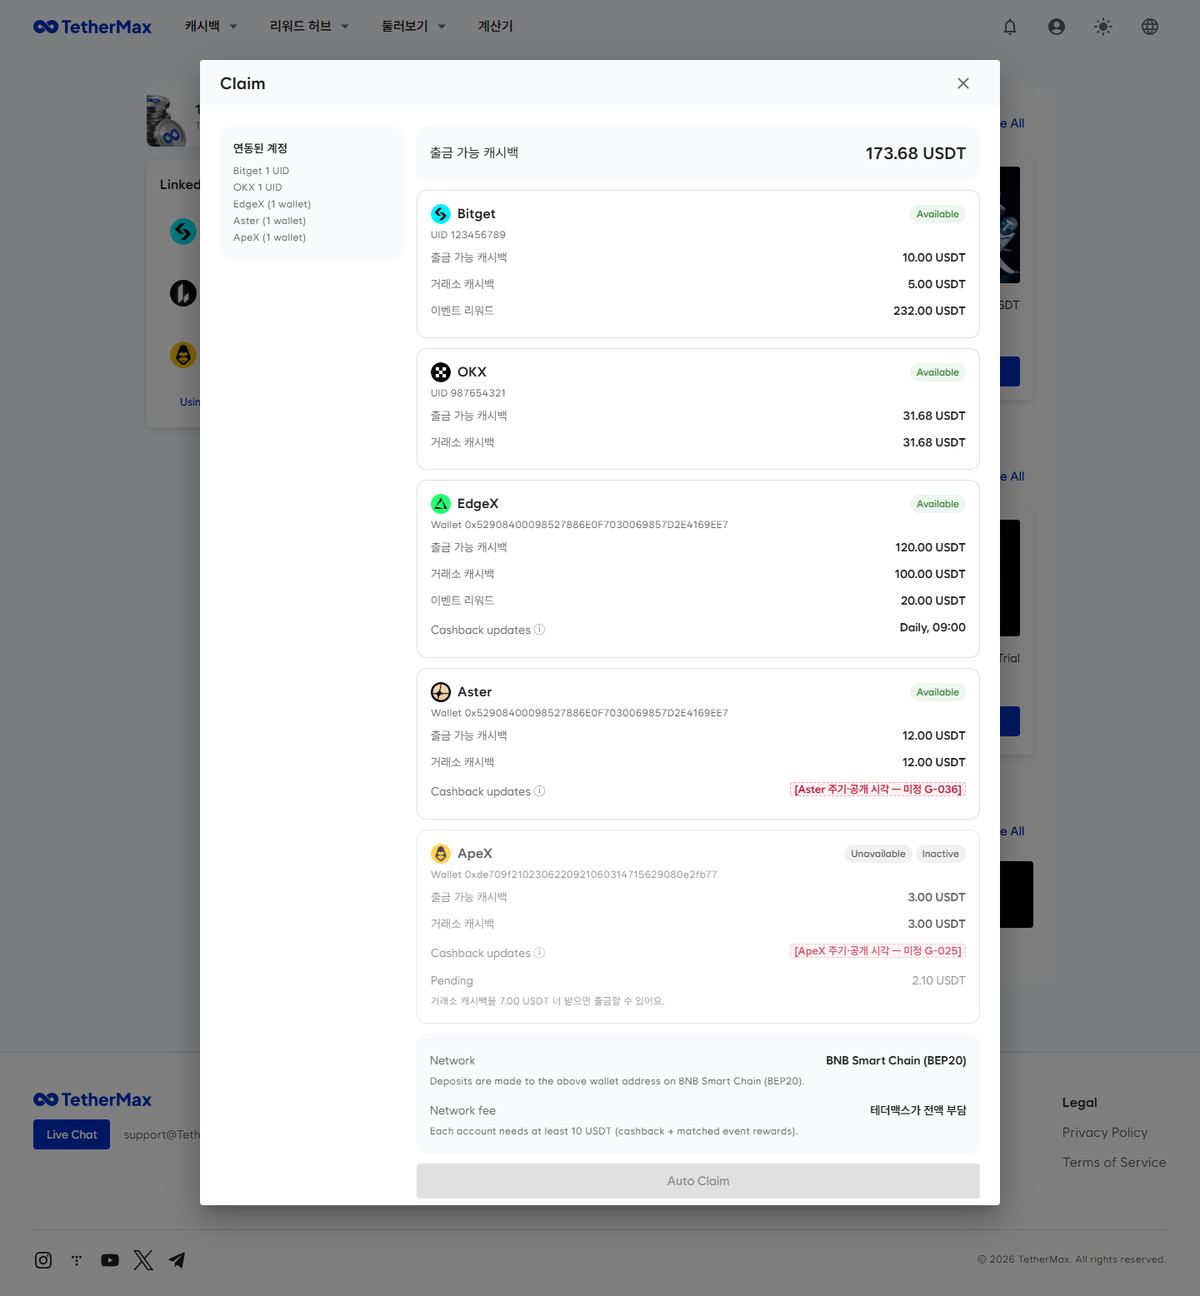 TetherMax
캐시백
리워드 허브
둘러보기
계산기
Claim
연동된 계정
Bitget 1 UID
OKX 1 UID
EdgeX (1 wallet)
Aster (1 wallet)
ApeX (1 wallet)
출금 가능 캐시백
173.68 USDT
Bitget
Available
UID 123456789
출금 가능 캐시백
10.00 USDT
거래소 캐시백
5.00 USDT
이벤트 리워드
232.00 USDT
OKX
Available
UID 987654321
출금 가능 캐시백
31.68 USDT
거래소 캐시백
31.68 USDT
EdgeX
Available
Wallet 0x52908400098527886E0F7030069857D2E4169EE7
출금 가능 캐시백
120.00 USDT
거래소 캐시백
100.00 USDT
이벤트 리워드
20.00 USDT
Cashback updates ⓘ
Daily, 09:00
Aster
Available
Wallet 0x52908400098527886E0F7030069857D2E4169EE7
출금 가능 캐시백
12.00 USDT
거래소 캐시백
12.00 USDT
Cashback updates ⓘ
[Aster 주기·공개 시각 — 미정 G-036]
ApeX
Unavailable
Inactive
Wallet 0xde709f2102306220921060314715629080e2fb77
출금 가능 캐시백
3.00 USDT
거래소 캐시백
3.00 USDT
Cashback updates ⓘ
[ApeX 주기·공개 시각 — 미정 G-025]
Pending
2.10 USDT
거래소 캐시백을 7.00 USDT 더 받으면 출금할 수 있어요.
Network
BNB Smart Chain (BEP20)
Deposits are made to the above wallet address on BNB Smart Chain (BEP20).
Network fee
테더맥스가 전액 부담
Each account needs at least 10 USDT (cashback + matched event rewards).
Auto Claim
Linked
e All
SDT
e All
Trial
e All
TetherMax
Live Chat
support@Teth
Legal
Privacy Policy
Terms of Service
© 2026 TetherMax. All rights reserved.